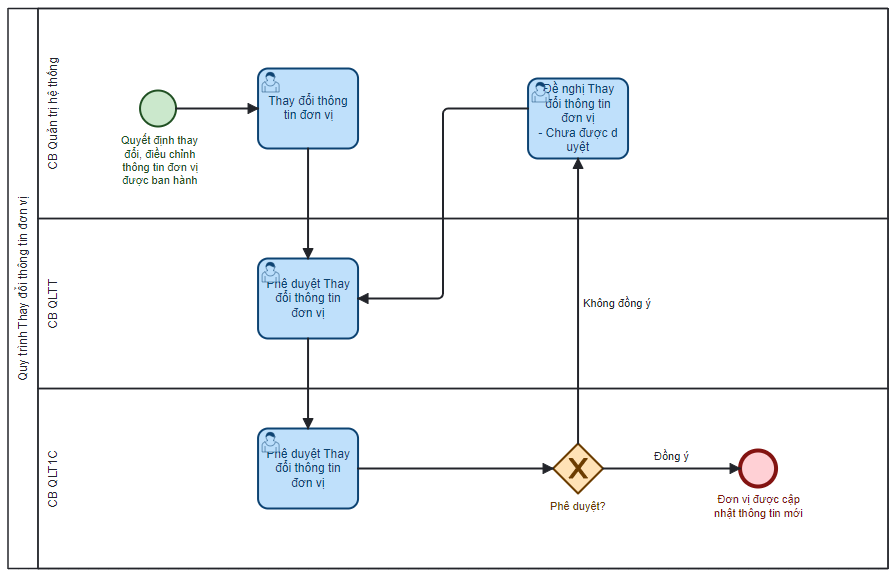 Quy trình Thay đổi thông tin đơn vị
CB Quản trị hệ thống
Quyết định thay
đổi, điều chỉnh
thông tin đơn vị
được ban hành
Thay đổi thông
tin đơn vị
Đề nghị Thay
đổi thông tin
đơn vị
- Chưa được d
uyệt
CB QLTT
Phê duyệt Thay
đổi thông tin
đơn vị
Không đồng ý
CB QLT1C
Phê duyệt Thay
đổi thông tin
đơn vị
Phê duyệt?
Đồng ý
Đơn vị được cập
nhật thông tin mới